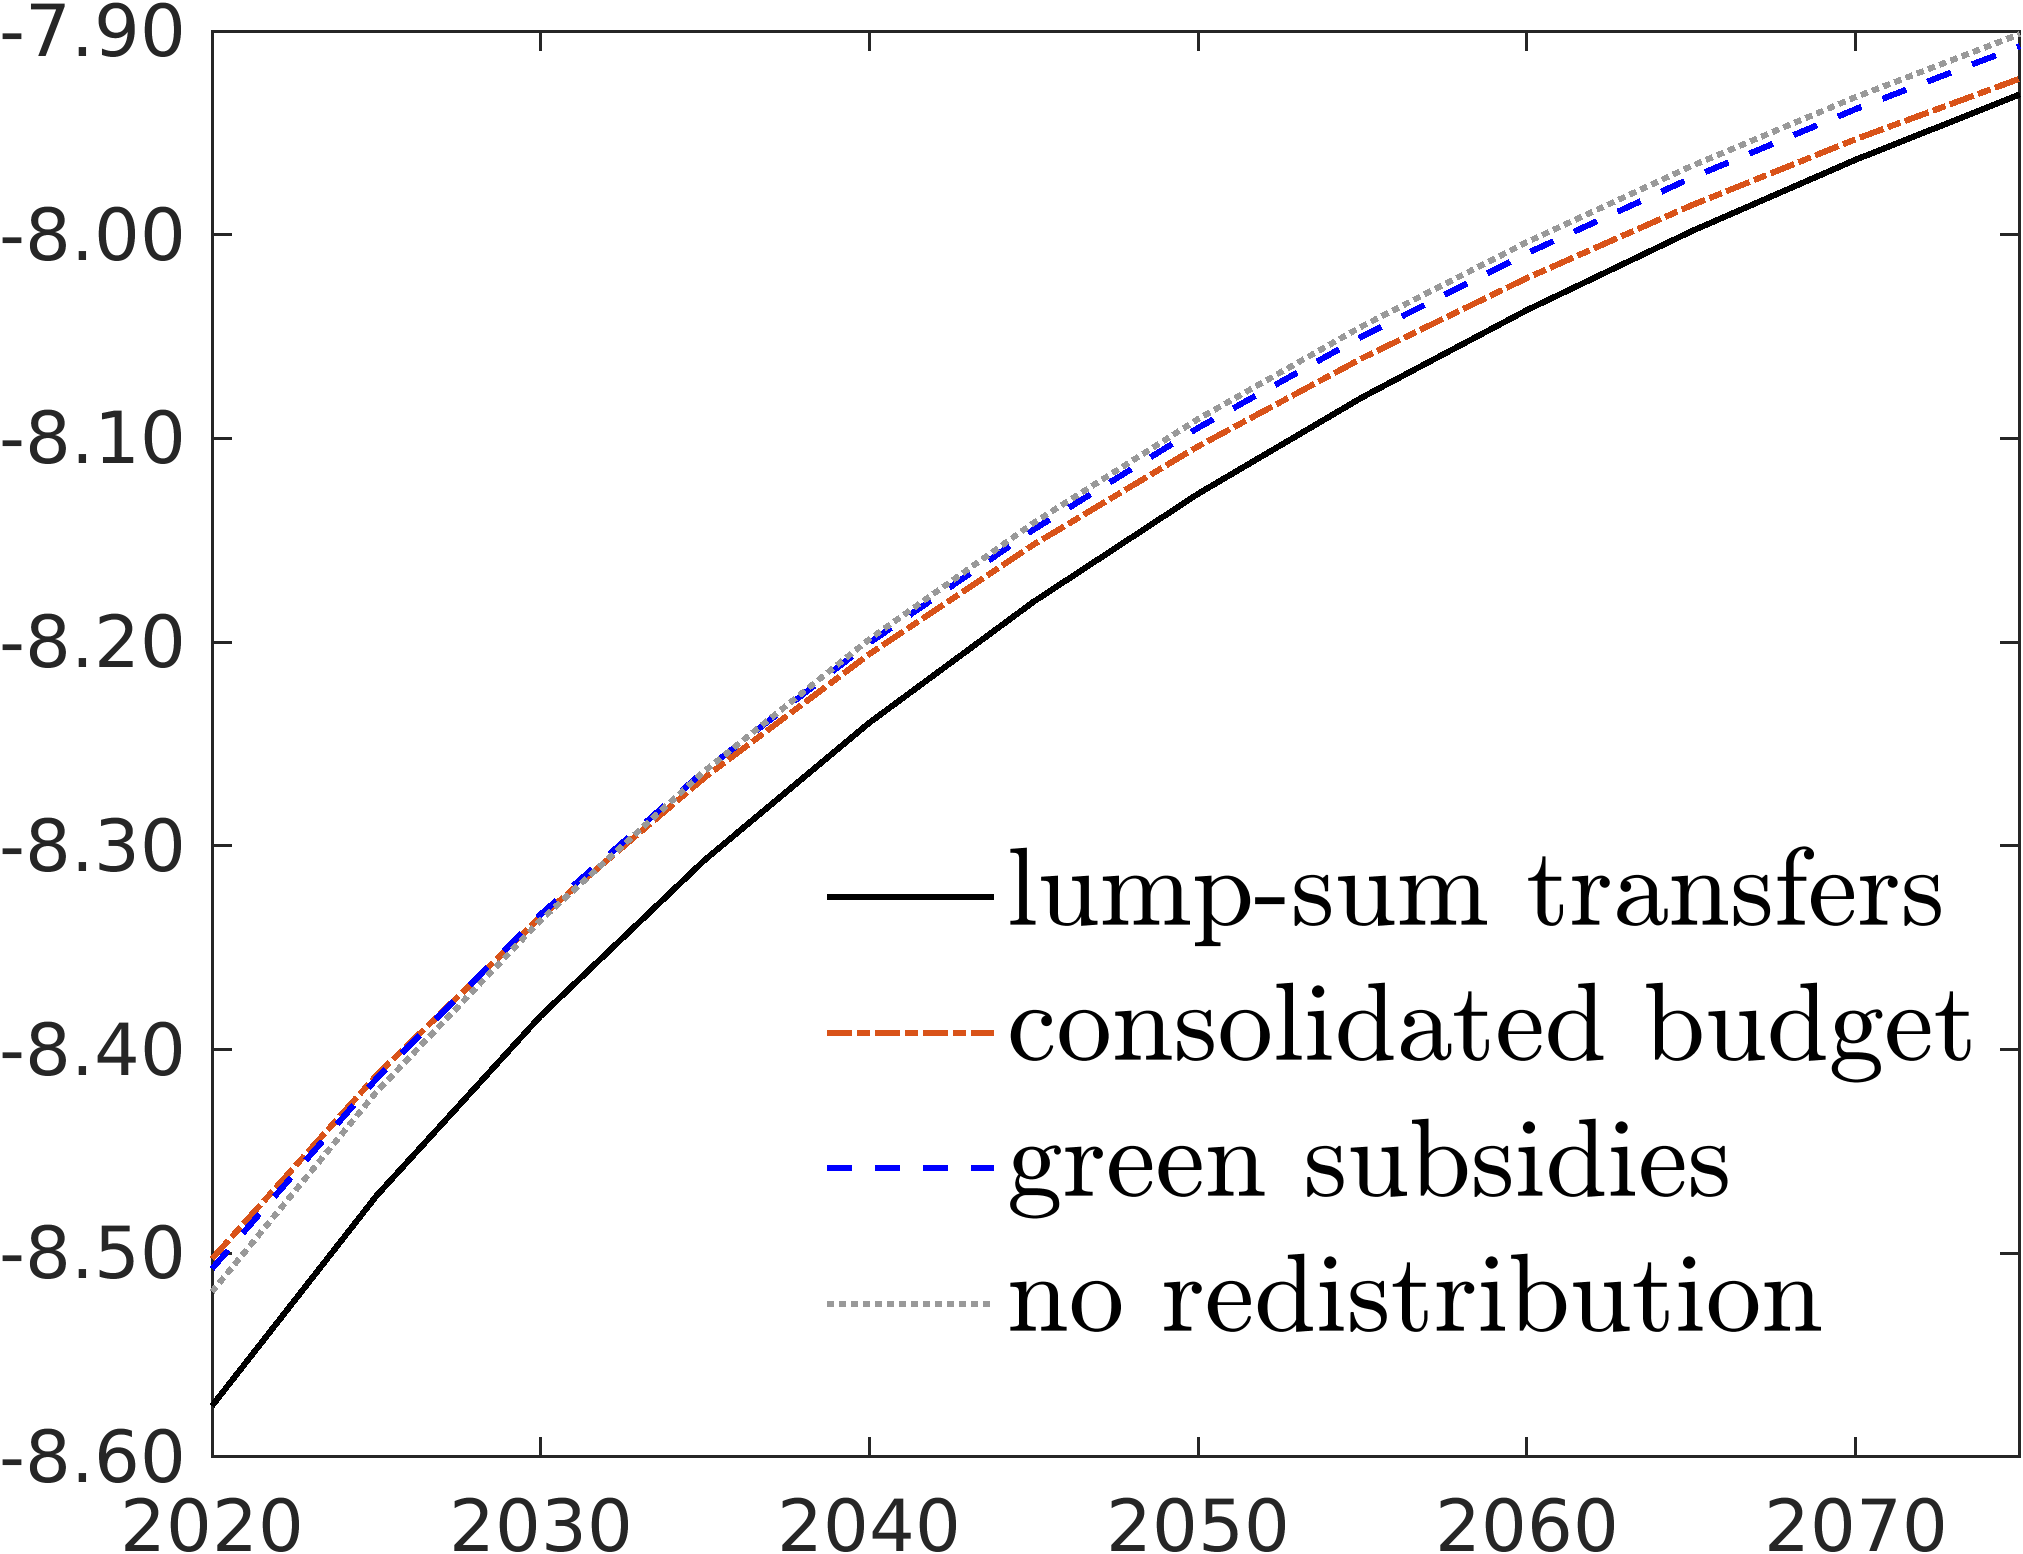 -7.90
-8.00
-8.10
-8.20
-8.30
-8.40
-8.50
-8.60
lump-sum transfers
consolidated budget
green subsidies
no redistribution
2020 2030 2040 2050 2060 2070